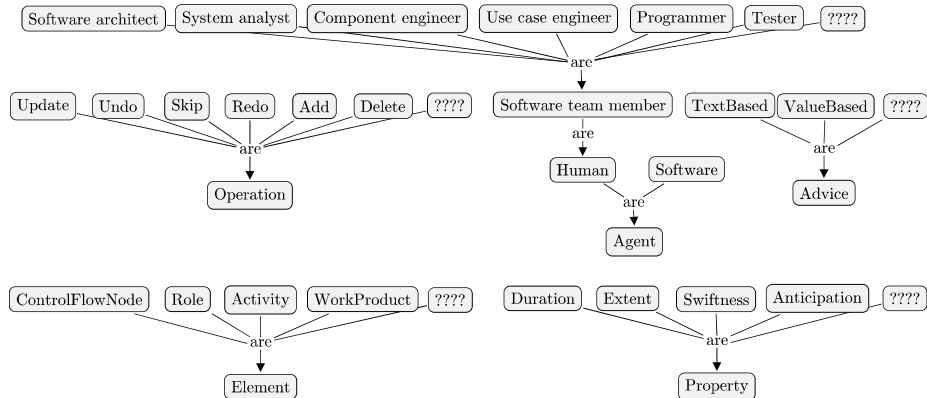 Software architect System analyst Component engineer Use case engineer Programmer Tester ????
are
Update Undo Skip Redo Add Delete ???? Software team member TextBased ValueBased ????
are are are
Human Software
Operation Advice
are
Agent
ControlFlowNode Role Activity WorkProduct ???? Duration Extent Swiftness Anticipation ????
are are
Element Property